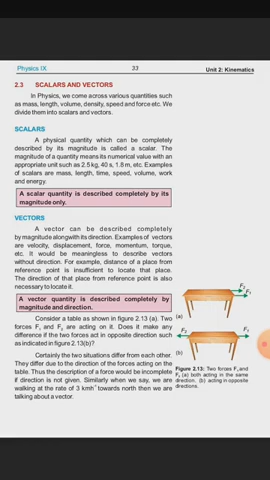 Physics IX 33 Unit 2: Kinematics
2.3 SCALARS AND VECTORS
In Physics, we come across various quantities such
as mass, length, volume, density, speed and force etc. We
divide them into scalars and vectors.
SCALARS
A physical quantity which can be completely
described by its magnitude is called a scalar. The
magnitude of a quantity means its numerical value with an
appropriate unit such as 2.5 kg, 40 s, 1.8 m, etc. Examples
of scalars are mass, length, time, speed, volume, work
and energy.
A scalar quantity is described completely by its
magnitude only.
VECTORS
A vector can be described completely
by magnitude alongwith its direction. Examples of vectors
are velocity, displacement, force, momentum, torque,
etc. It would be meaningless to describe vectors
without direction. For example, distance of a place from
reference point is insufficient to locate that place.
The direction of that place from reference point is also
necessary to locate it.
A vector quantity is described completely by
magnitude and direction.
Consider a table as shown in figure 2.13 (a). Two
forces F₁ and F₂ are acting on it. Does it make any
difference if the two forces act in opposite direction such
as indicated in figure 2.13(b)?
Certainly the two situations differ from each other.
They differ due to the direction of the forces acting on the
table. Thus the description of a force would be incomplete
if direction is not given. Similarly when we say, we are
walking at the rate of 3 kmh⁻¹ towards north then we are
talking about a vector.
F₂
F₁
(a)
F₂ F₁
(b)
Figure 2.13: Two forces F₁ and
F₂ (a) both acting in the same
direction. (b) acting in opposite
directions.